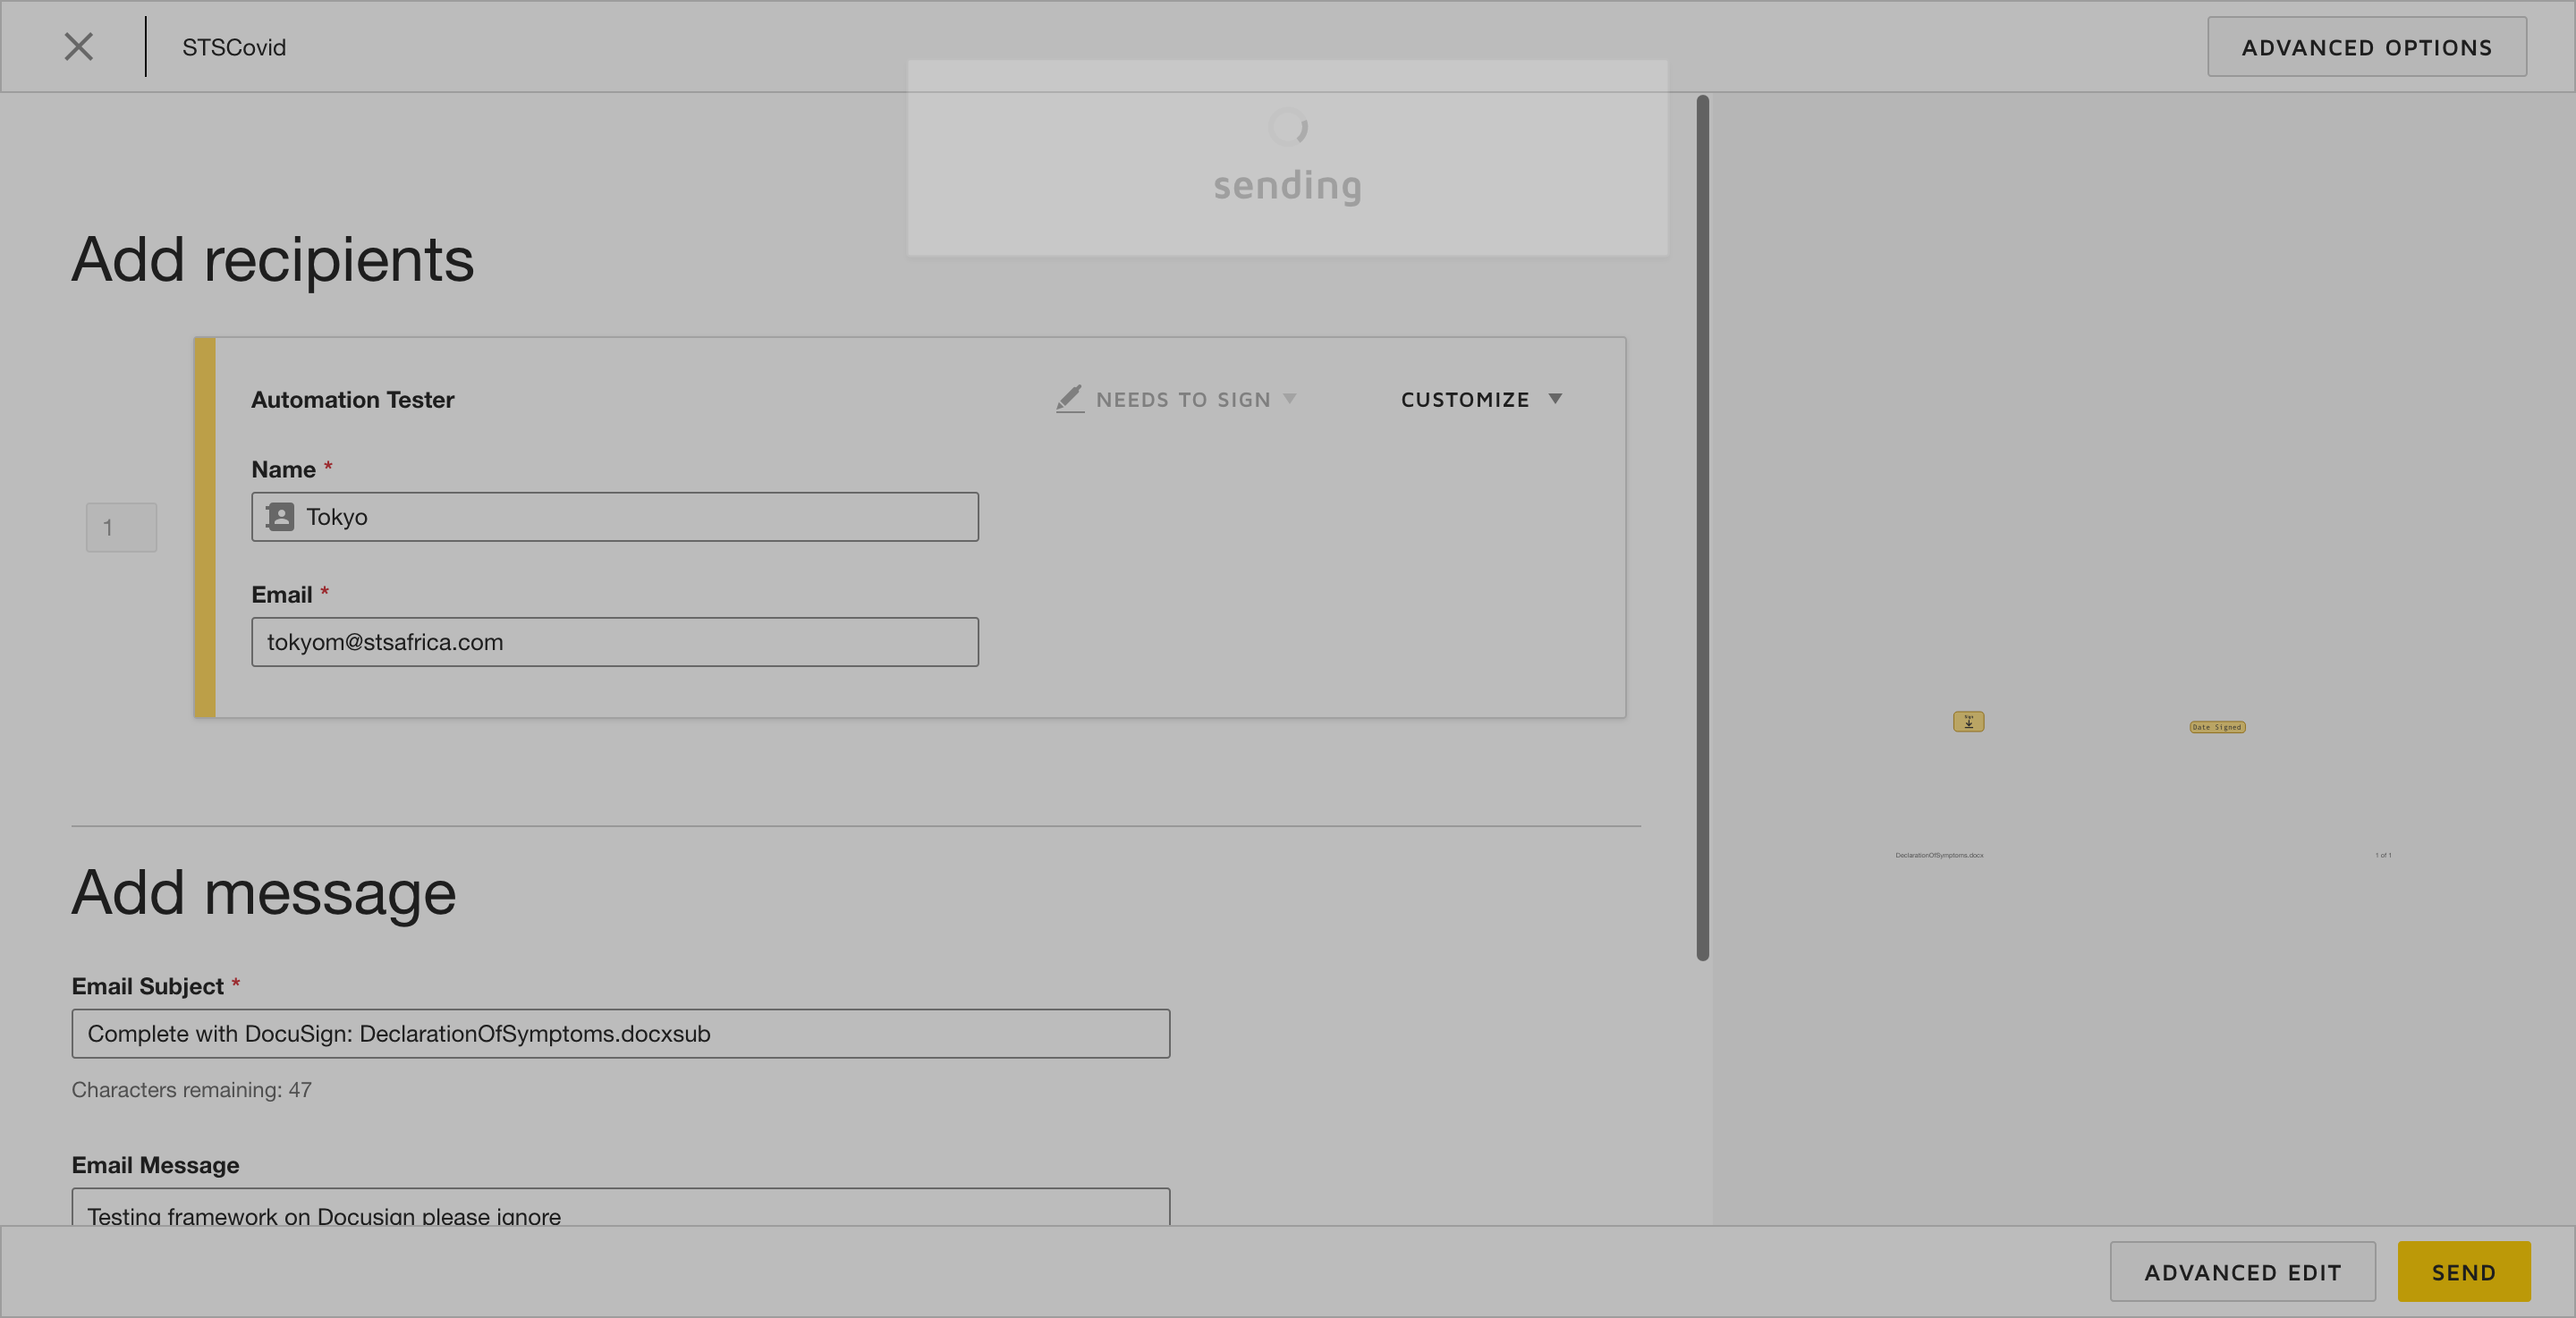 STSCovid
ADVANCED OPTIONS
sending
Add recipients
1
Automation Tester
NEEDS TO SIGN
CUSTOMIZE
Name *
Tokyo
Email *
tokyom@stsafrica.com
Date Signed
DeclarationOfSymptoms.docx
1 of 1
Add message
Email Subject *
Complete with DocuSign: DeclarationOfSymptoms.docxsub
Characters remaining: 47
Email Message
Testing framework on Docusign please ignore
ADVANCED EDIT
SEND